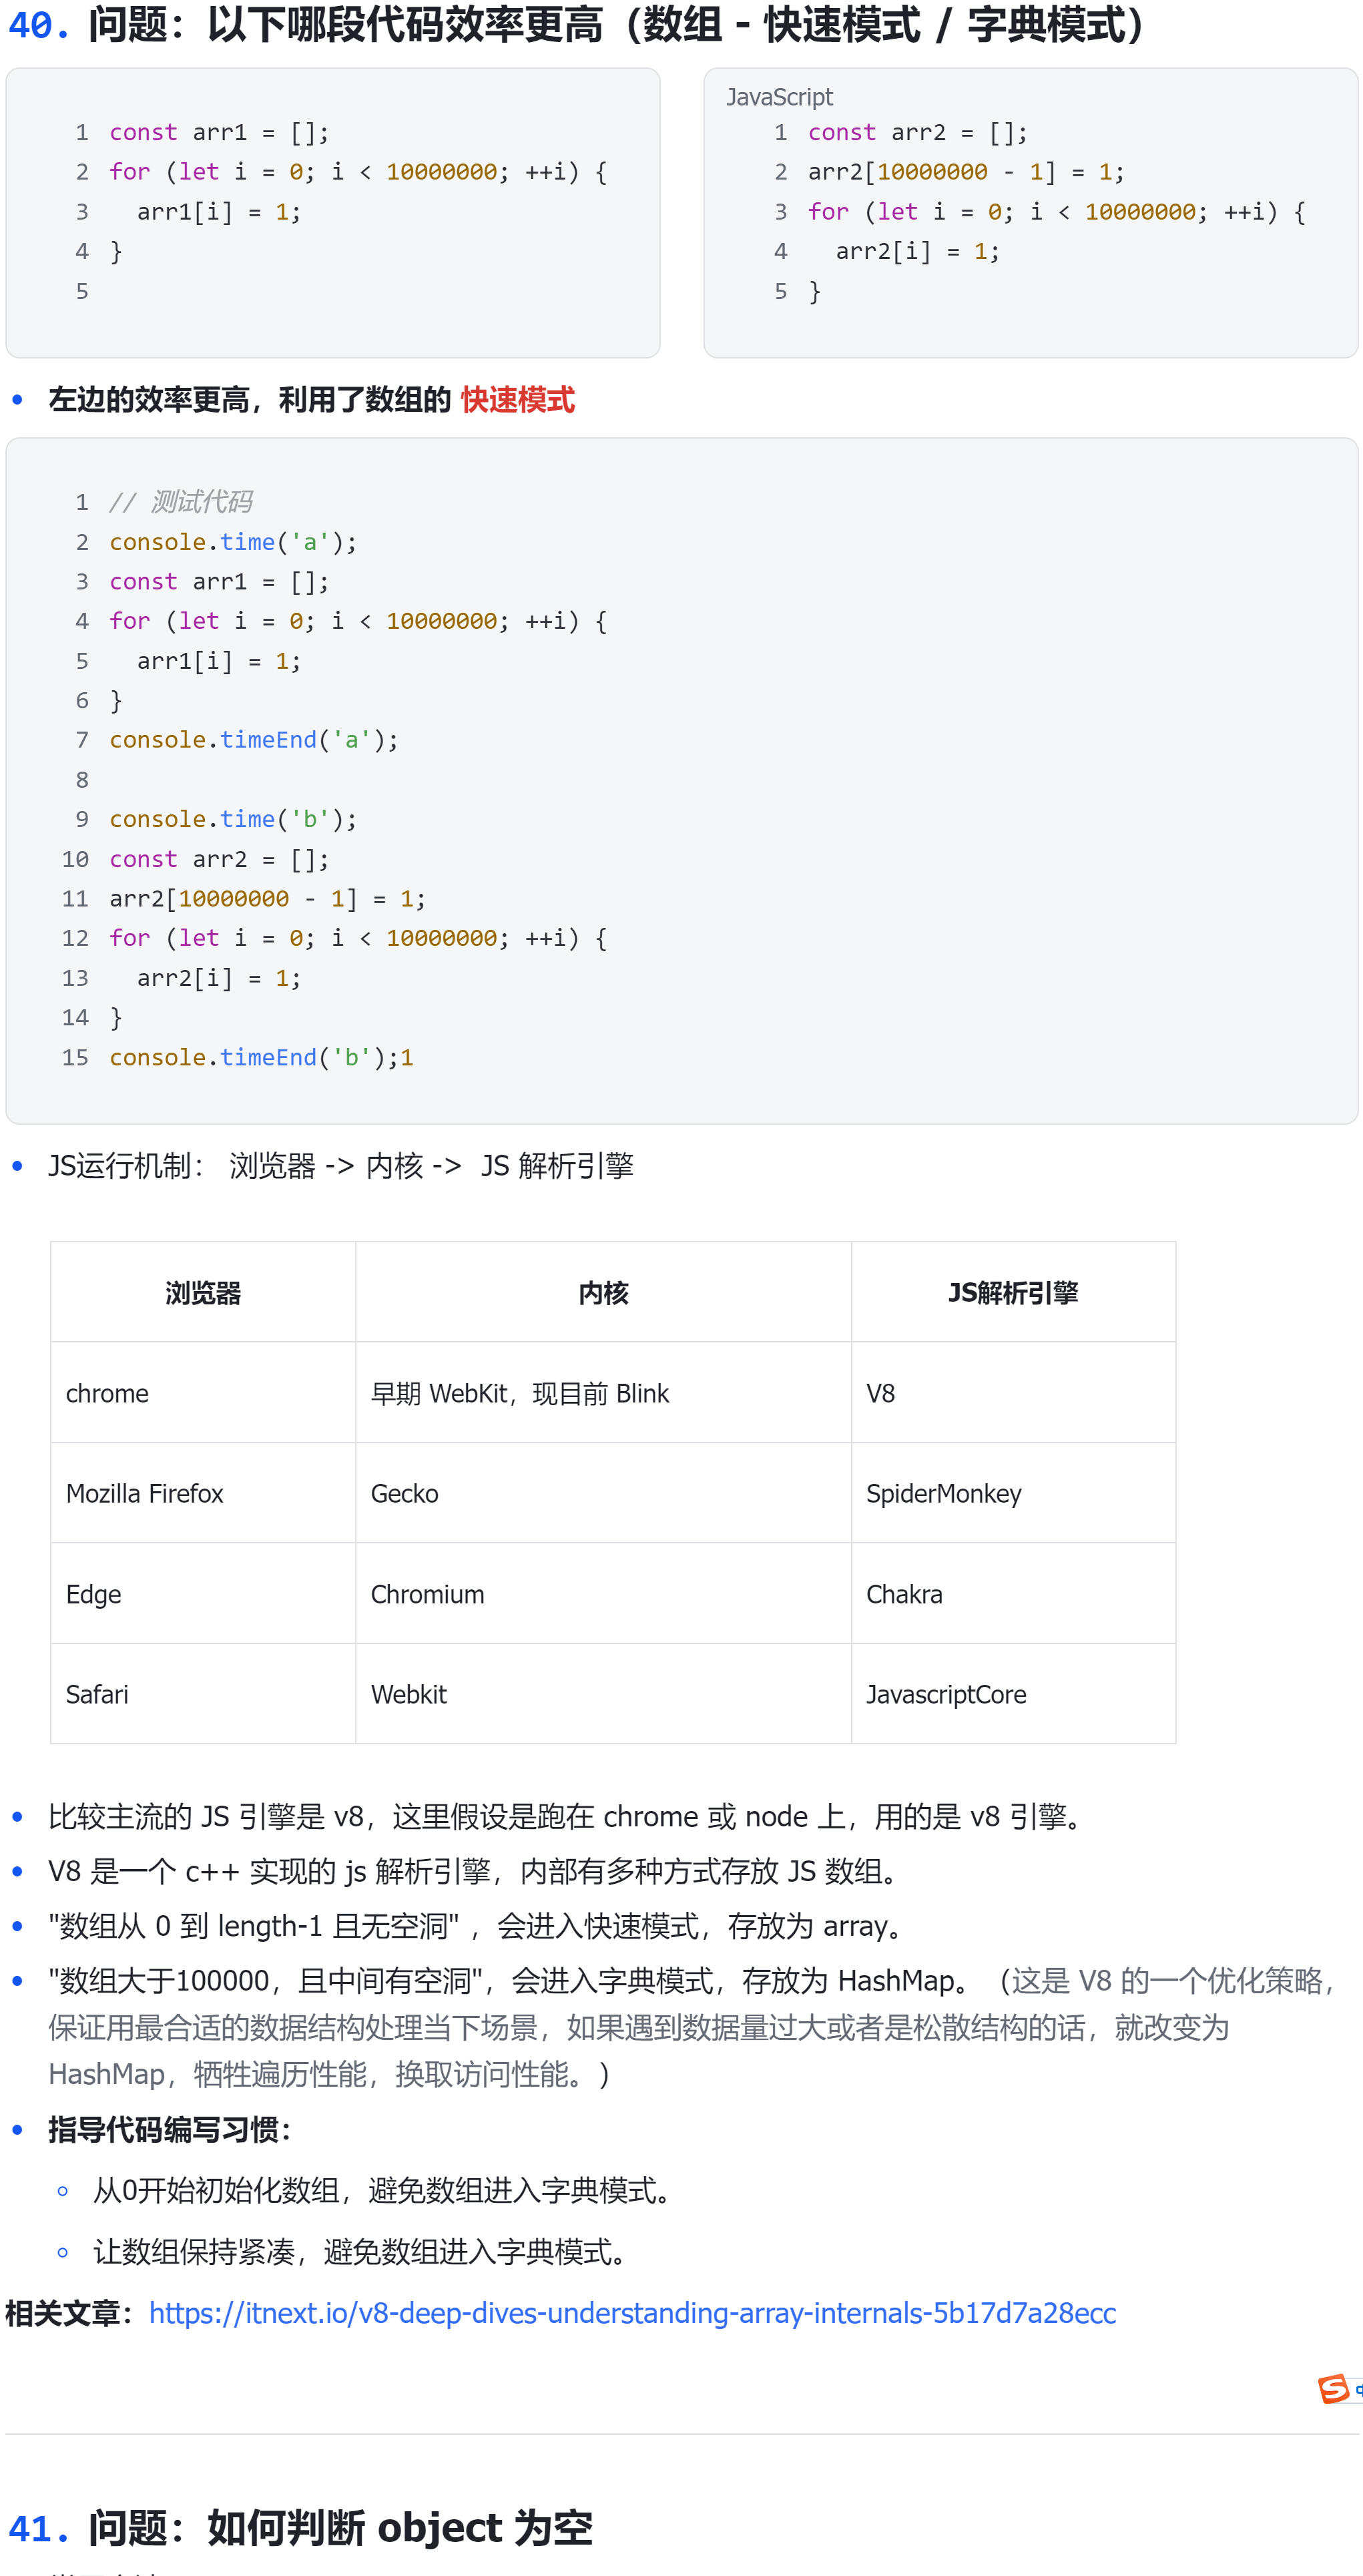 40. 问题：以下哪段代码效率更高（数组 - 快速模式 / 字典模式）
1 const arr1 = [];
2 for (let i = 0; i < 10000000; ++i) {
3   arr1[i] = 1;
4 }
5
JavaScript
1 const arr2 = [];
2 arr2[10000000 - 1] = 1;
3 for (let i = 0; i < 10000000; ++i) {
4   arr2[i] = 1;
5 }
• 左边的效率更高，利用了数组的 快速模式
1 // 测试代码
2 console.time('a');
3 const arr1 = [];
4 for (let i = 0; i < 10000000; ++i) {
5   arr1[i] = 1;
6 }
7 console.timeEnd('a');
8
9 console.time('b');
10 const arr2 = [];
11 arr2[10000000 - 1] = 1;
12 for (let i = 0; i < 10000000; ++i) {
13   arr2[i] = 1;
14 }
15 console.timeEnd('b');1
• JS运行机制： 浏览器 -> 内核 -> JS 解析引擎
浏览器 内核 JS解析引擎
chrome 早期 WebKit，现目前 Blink V8
Mozilla Firefox Gecko SpiderMonkey
Edge Chromium Chakra
Safari Webkit JavascriptCore
• 比较主流的 JS 引擎是 v8，这里假设是跑在 chrome 或 node 上，用的是 v8 引擎。
• V8 是一个 c++ 实现的 js 解析引擎，内部有多种方式存放 JS 数组。
• "数组从 0 到 length-1 且无空洞" ，会进入快速模式，存放为 array。
• "数组大于100000，且中间有空洞"，会进入字典模式，存放为 HashMap。（这是 V8 的一个优化策略，
保证用最合适的数据结构处理当下场景，如果遇到数据量过大或者是松散结构的话，就改变为
HashMap，牺牲遍历性能，换取访问性能。）
• 指导代码编写习惯：
◦ 从0开始初始化数组，避免数组进入字典模式。
◦ 让数组保持紧凑，避免数组进入字典模式。
相关文章：https://itnext.io/v8-deep-dives-understanding-array-internals-5b17d7a28ecc
S
41. 问题：如何判断 object 为空